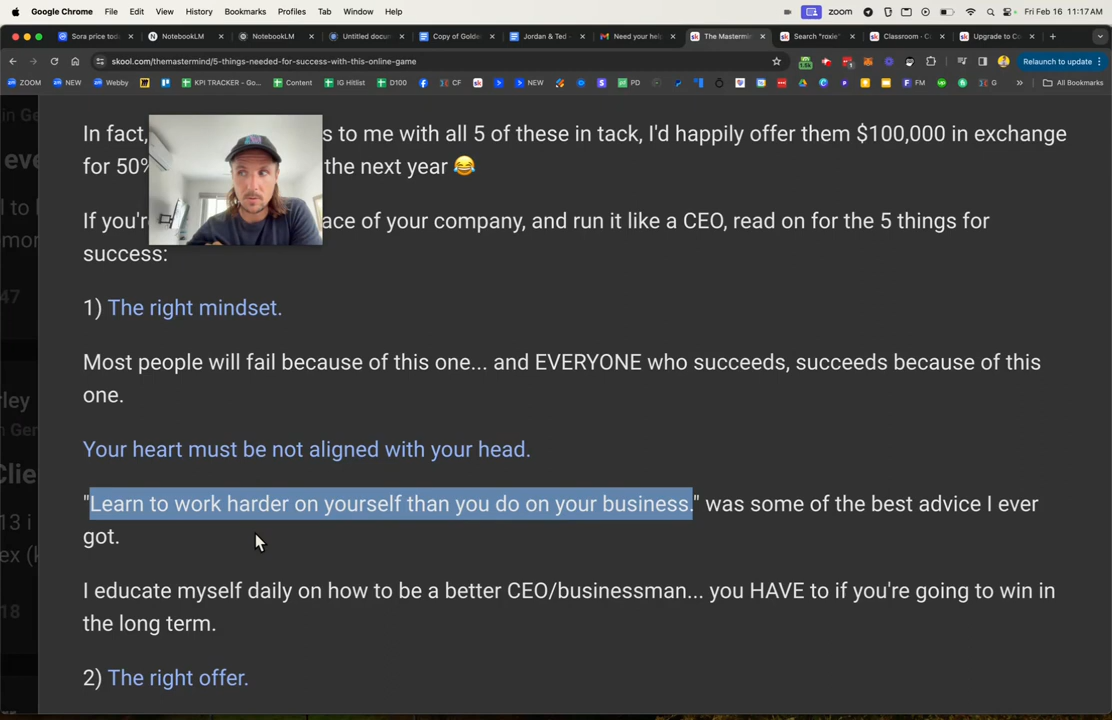 Google Chrome File Edit View History Bookmarks Profiles Tab Window Help zoom Fri Feb 16 11:17 AM
Sora price toda NotebookLM NotebookLM Untitled docum Copy of Golde Jordan & Ted - Need your help The Mastermind Search "roxie" Classroom - C Upgrade to Co
skool.com/themastermind/5-things-needed-for-success-with-this-online-game Relaunch to update
ZOOM NEW Skool Whop KPI TRACKER Content IG Hitlist D100 CF NEW PD FM G All Bookmarks
In fact, s to me with all 5 of these in tack, I'd happily offer them $100,000 in exchange
for 50% the next year 😂
If you'r ace of your company, and run it like a CEO, read on for the 5 things for
success:
1) The right mindset.
Most people will fail because of this one... and EVERYONE who succeeds, succeeds because of this
one.
Your heart must be not aligned with your head.
"Learn to work harder on yourself than you do on your business." was some of the best advice I ever
got.
I educate myself daily on how to be a better CEO/businessman... you HAVE to if you're going to win in
the long term.
2) The right offer.